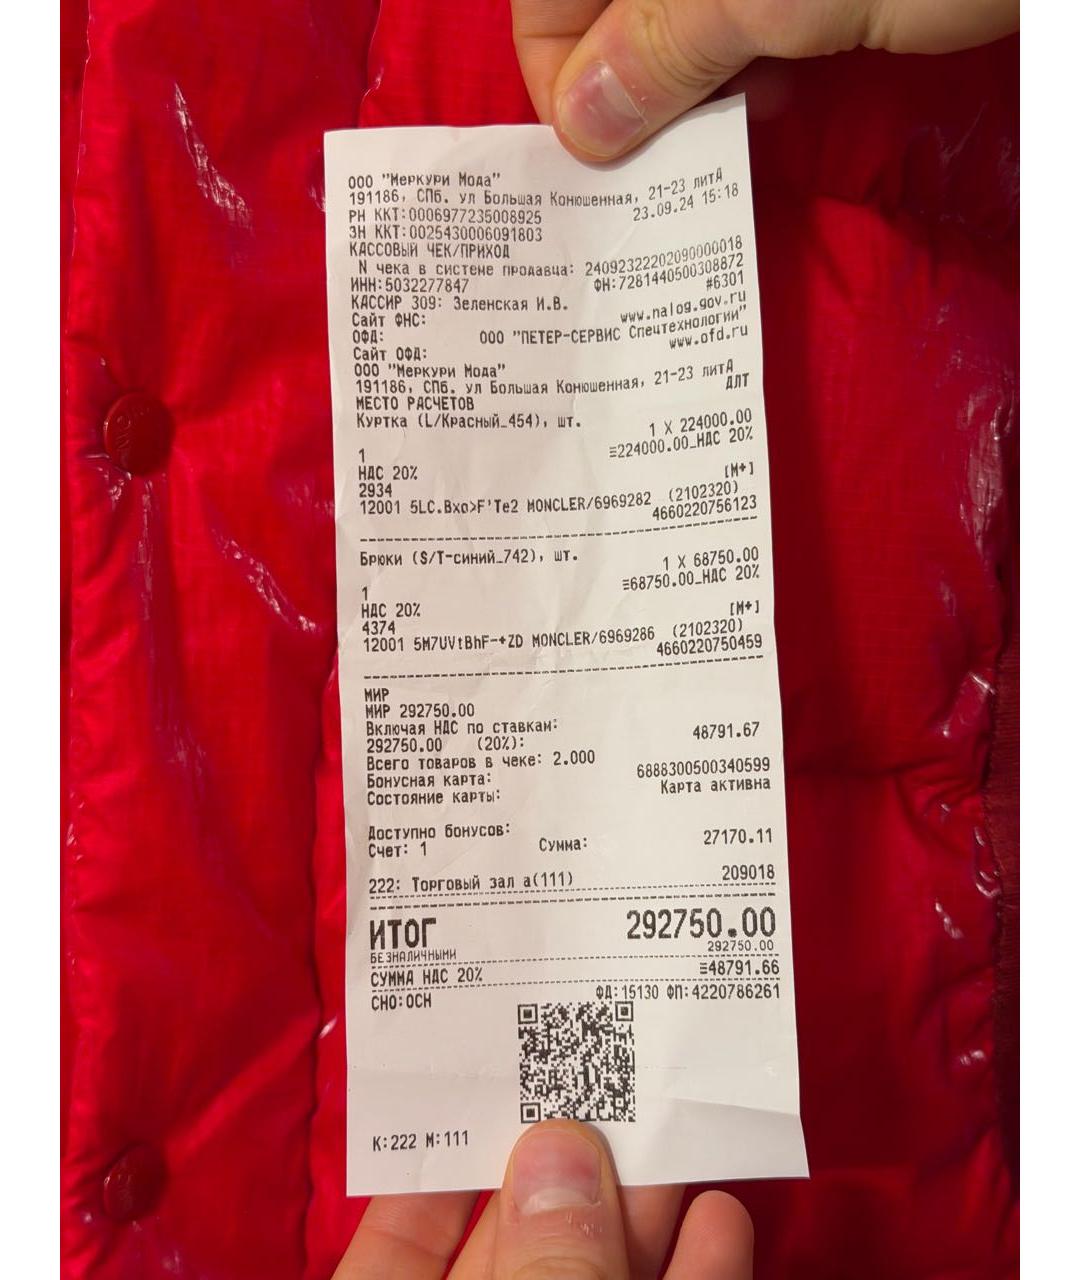 ООО "Меркури Мода"
191186, СПб. ул Большая Конюшенная, 21-23 литА
РН ККТ:0006977235008925 23.09.24 15:18
ЗН ККТ:0025430006091803
КАССОВЫЙ ЧЕК/ПРИХОД
N чека в системе продавца: 24092322202090000018
ИНН:5032277847 ФН:7281440500308872
КАССИР 309: Зеленская И.В. #6301
Сайт ФНС: www.nalog.gov.ru
ОФД: ООО "ПЕТЕР-СЕРВИС Спецтехнологии"
Сайт ОФД: www.ofd.ru
ООО "Меркури Мода"
191186, СПб. ул Большая Конюшенная, 21-23 литА
МЕСТО РАСЧЕТОВ ДЛТ
Куртка (L/Красный_454), шт.
1 X 224000.00
1 ≡224000.00_НДС 20%
НДС 20%
2934 [М+]
12001 5LC.Bxo>F'Te2 MONCLER/6969282 (2102320)
4660220756123
Брюки (S/Т-синий_742), шт.
1 X 68750.00
1 ≡68750.00_НДС 20%
НДС 20%
4374 [М+]
12001 5M7UVtBhF-+ZD MONCLER/6969286 (2102320)
4660220750459
МИР
МИР 292750.00
Включая НДС по ставкам:
292750.00 (20%): 48791.67
Всего товаров в чеке: 2.000
Бонусная карта: 6888300500340599
Состояние карты: Карта активна
Доступно бонусов:
Счет: 1 Сумма: 27170.11
222: Торговый зал а(111) 209018
ИТОГ 292750.00
БЕЗНАЛИЧНЫМИ 292750.00
СУММА НДС 20% ≡48791.66
СНО:ОСН ФД:15130 ФП:4220786261
К:222 М:111